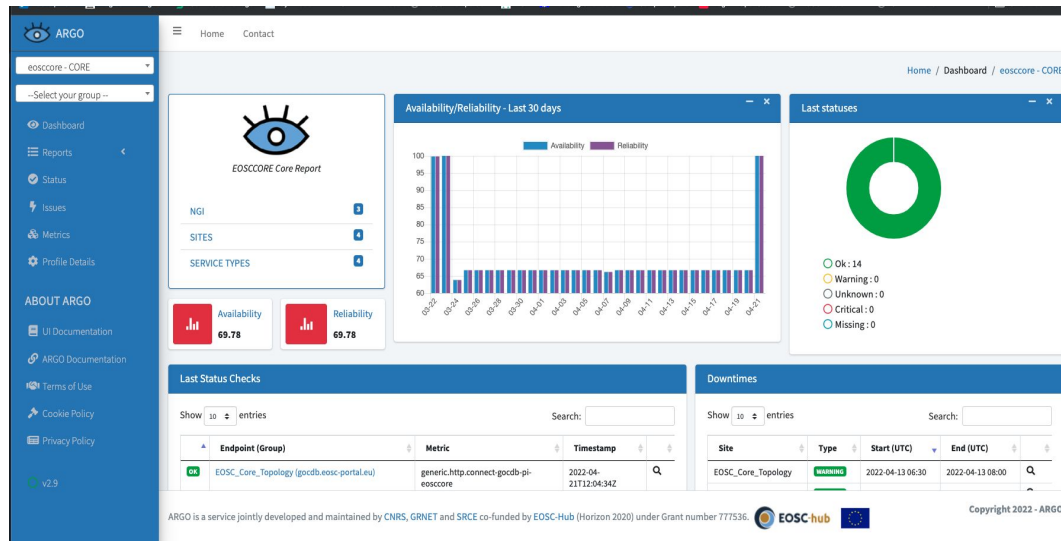 ARGO
Home Contact
eosccore - CORE
--Select your group --
Home / Dashboard / eosccore - CORE
Dashboard
Reports
Status
Issues
Metrics
Profile Details
ABOUT ARGO
UI Documentation
ARGO Documentation
Terms of Use
Cookie Policy
Privacy Policy
v2.9
EOSCCORE Core Report
NGI 3
SITES 4
SERVICE TYPES 4
Availability
69.78
Reliability
69.78
Availability/Reliability - Last 30 days
Availability Reliability
100
95
90
85
80
75
70
65
60
03-22 03-24 03-26 03-28 03-30 04-01 04-03 04-05 04-07 04-09 04-11 04-13 04-15 04-17 04-19 04-21
Last statuses
Ok : 14
Warning : 0
Unknown : 0
Critical : 0
Missing : 0
Last Status Checks
Show 10 entries Search:
Endpoint (Group) Metric Timestamp
OK EOSC_Core_Topology (gocdb.eosc-portal.eu) generic.http.connect-gocdb-pi-eosccore 2022-04-21T12:04:34Z
Downtimes
Show 10 entries Search:
Site Type Start (UTC) End (UTC)
EOSC_Core_Topology WARNING 2022-04-13 06:30 2022-04-13 08:00
ARGO is a service jointly developed and maintained by CNRS, GRNET and SRCE co-funded by EOSC-Hub (Horizon 2020) under Grant number 777536. EOSC-hub
Copyright 2022 - ARGO